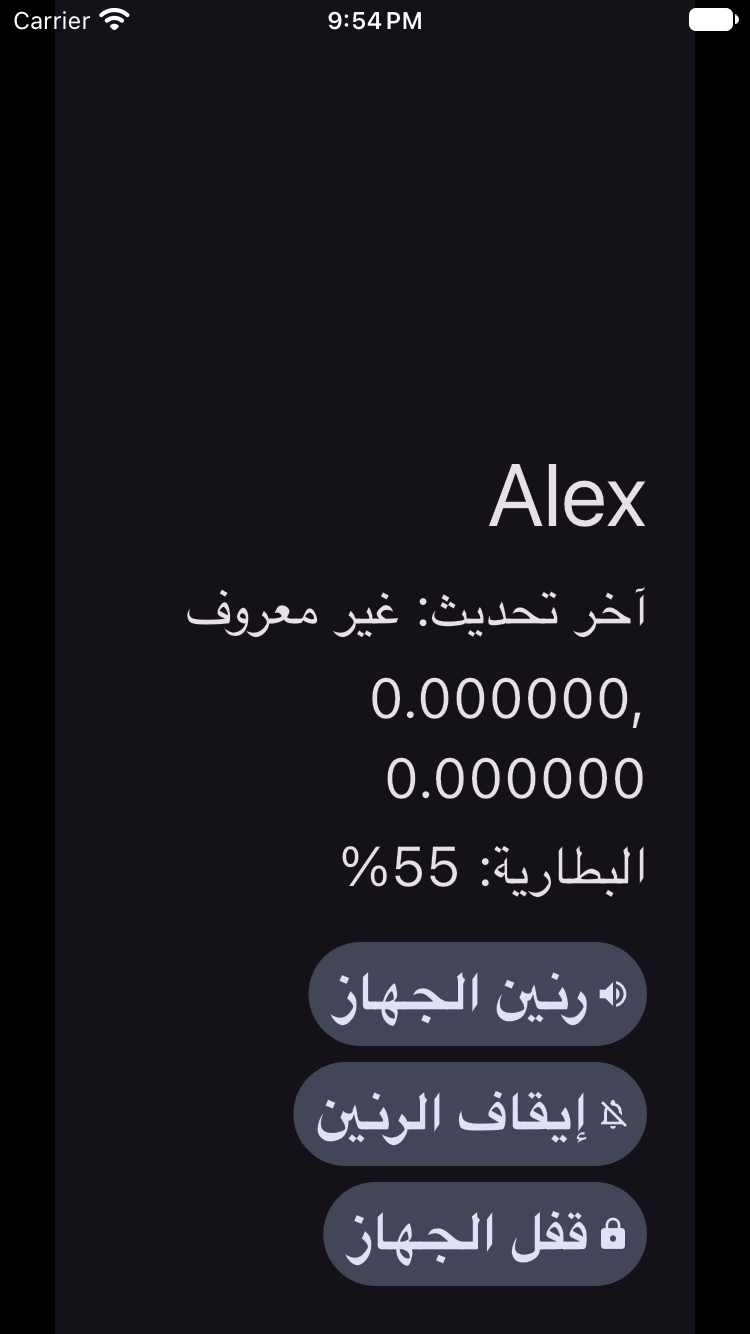 Carrier 9:54 PM
Alex
آخر تحديث: غير معروف
0.000000,
0.000000
البطارية: 55%
رنين الجهاز
إيقاف الرنين
قفل الجهاز